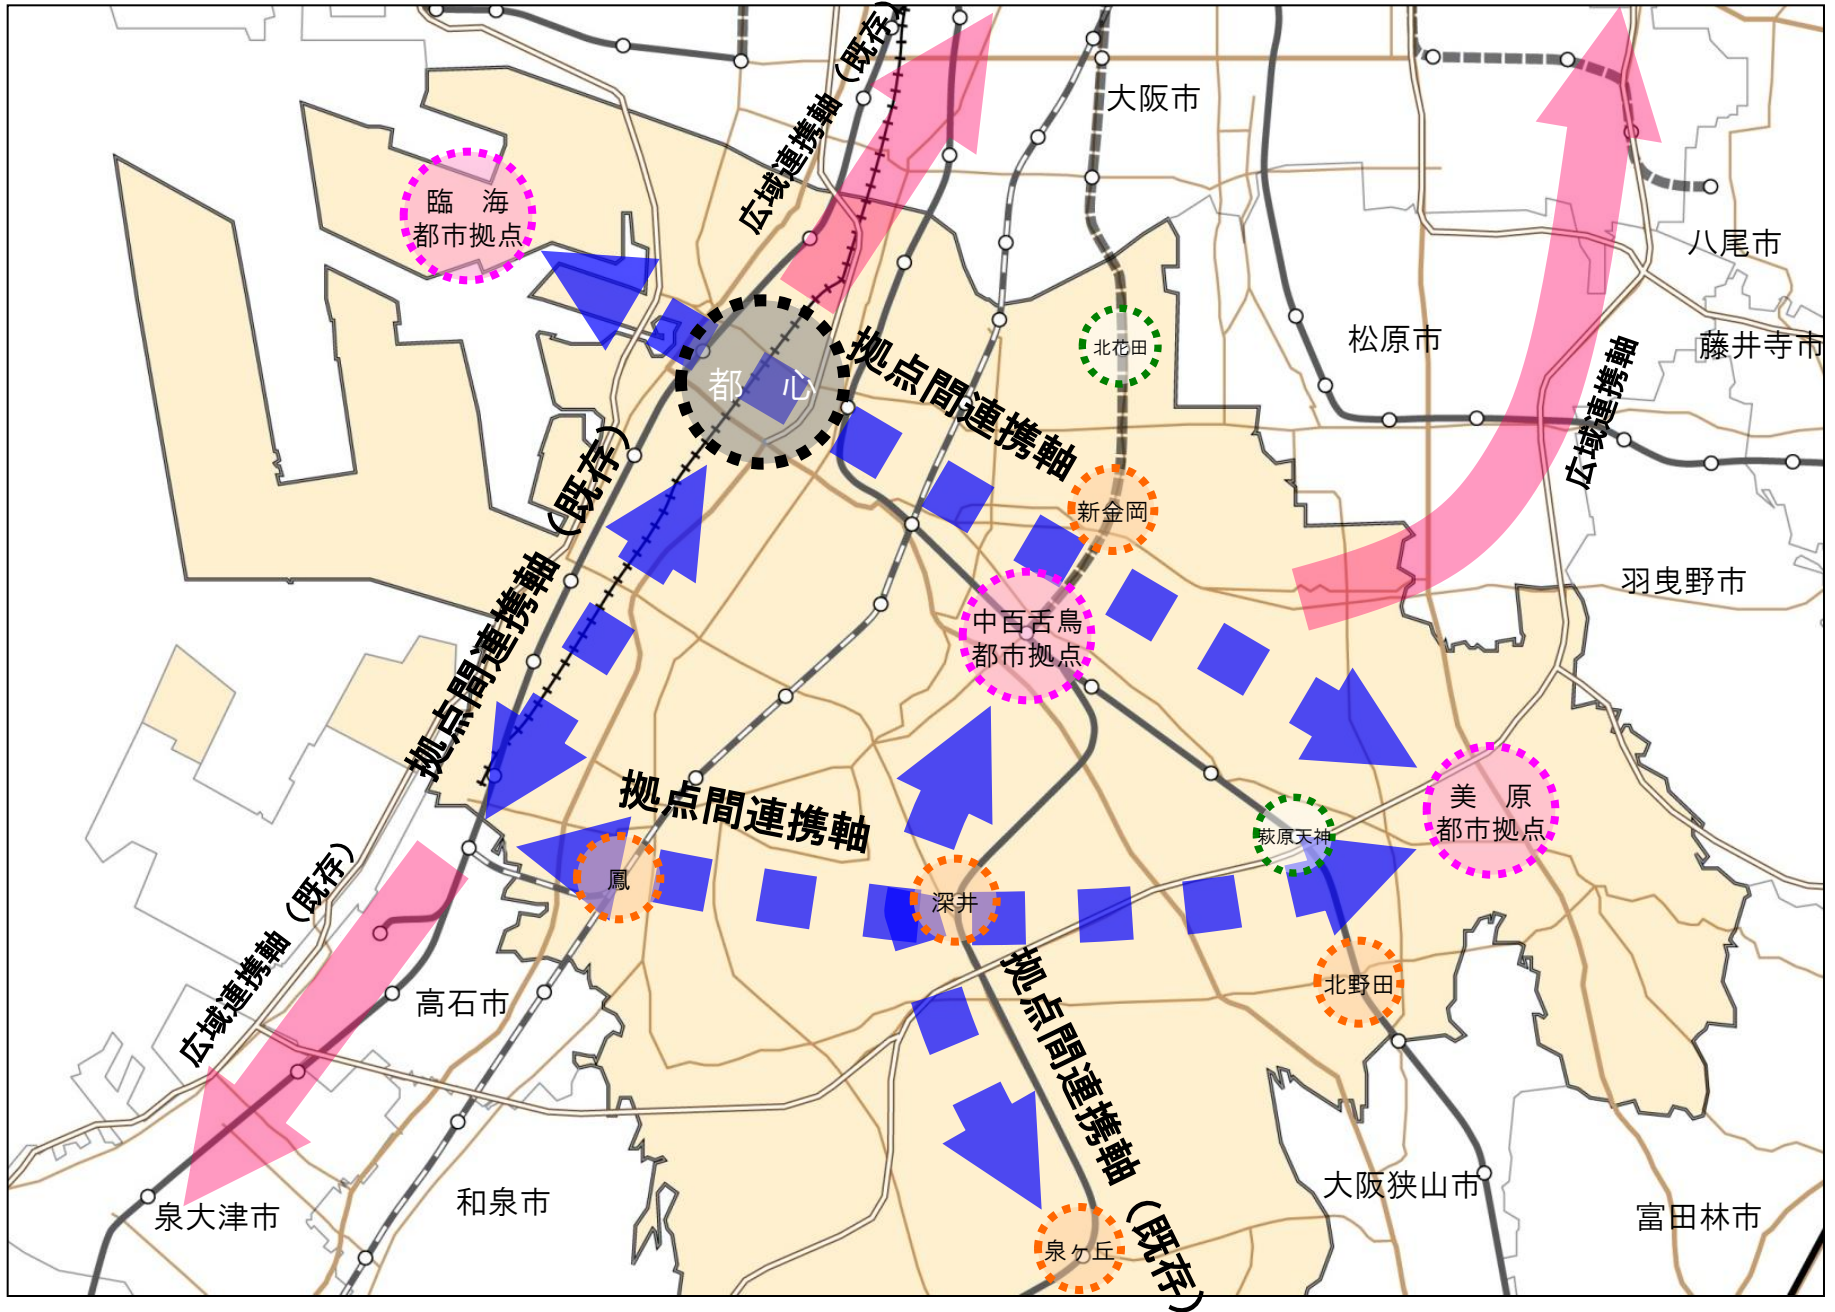 広域連携軸（既存）
大阪市
臨　海
都市拠点
八尾市
北花田
松原市
藤井寺市
都　心
拠点間連携軸
広域連携軸
新金岡
拠点間連携軸（既存）
羽曳野市
中百舌鳥
都市拠点
拠点間連携軸
美　原
都市拠点
萩原天神
鳳
深井
広域連携軸（既存）
拠点間連携軸（既存）
北野田
高石市
泉大津市
和泉市
大阪狭山市
富田林市
泉ヶ丘